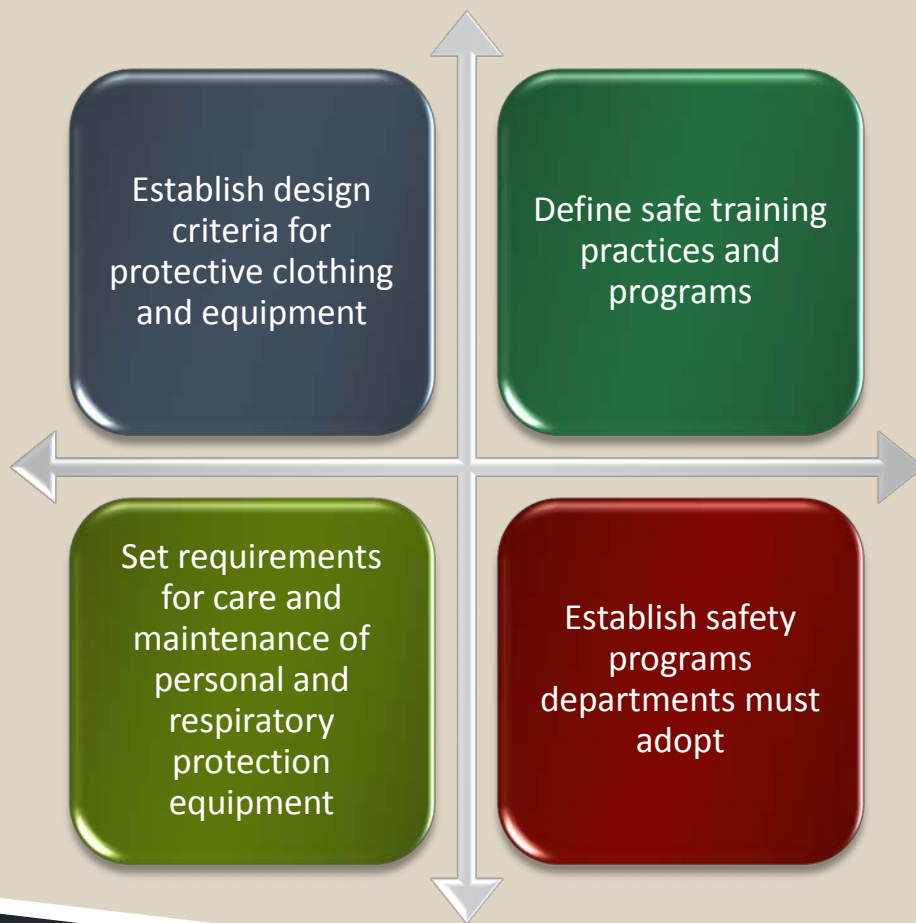 Establish design
criteria for
protective clothing
and equipment
Define safe training
practices and
programs
Set requirements
for care and
maintenance of
personal and
respiratory
protection
equipment
Establish safety
programs
departments must
adopt